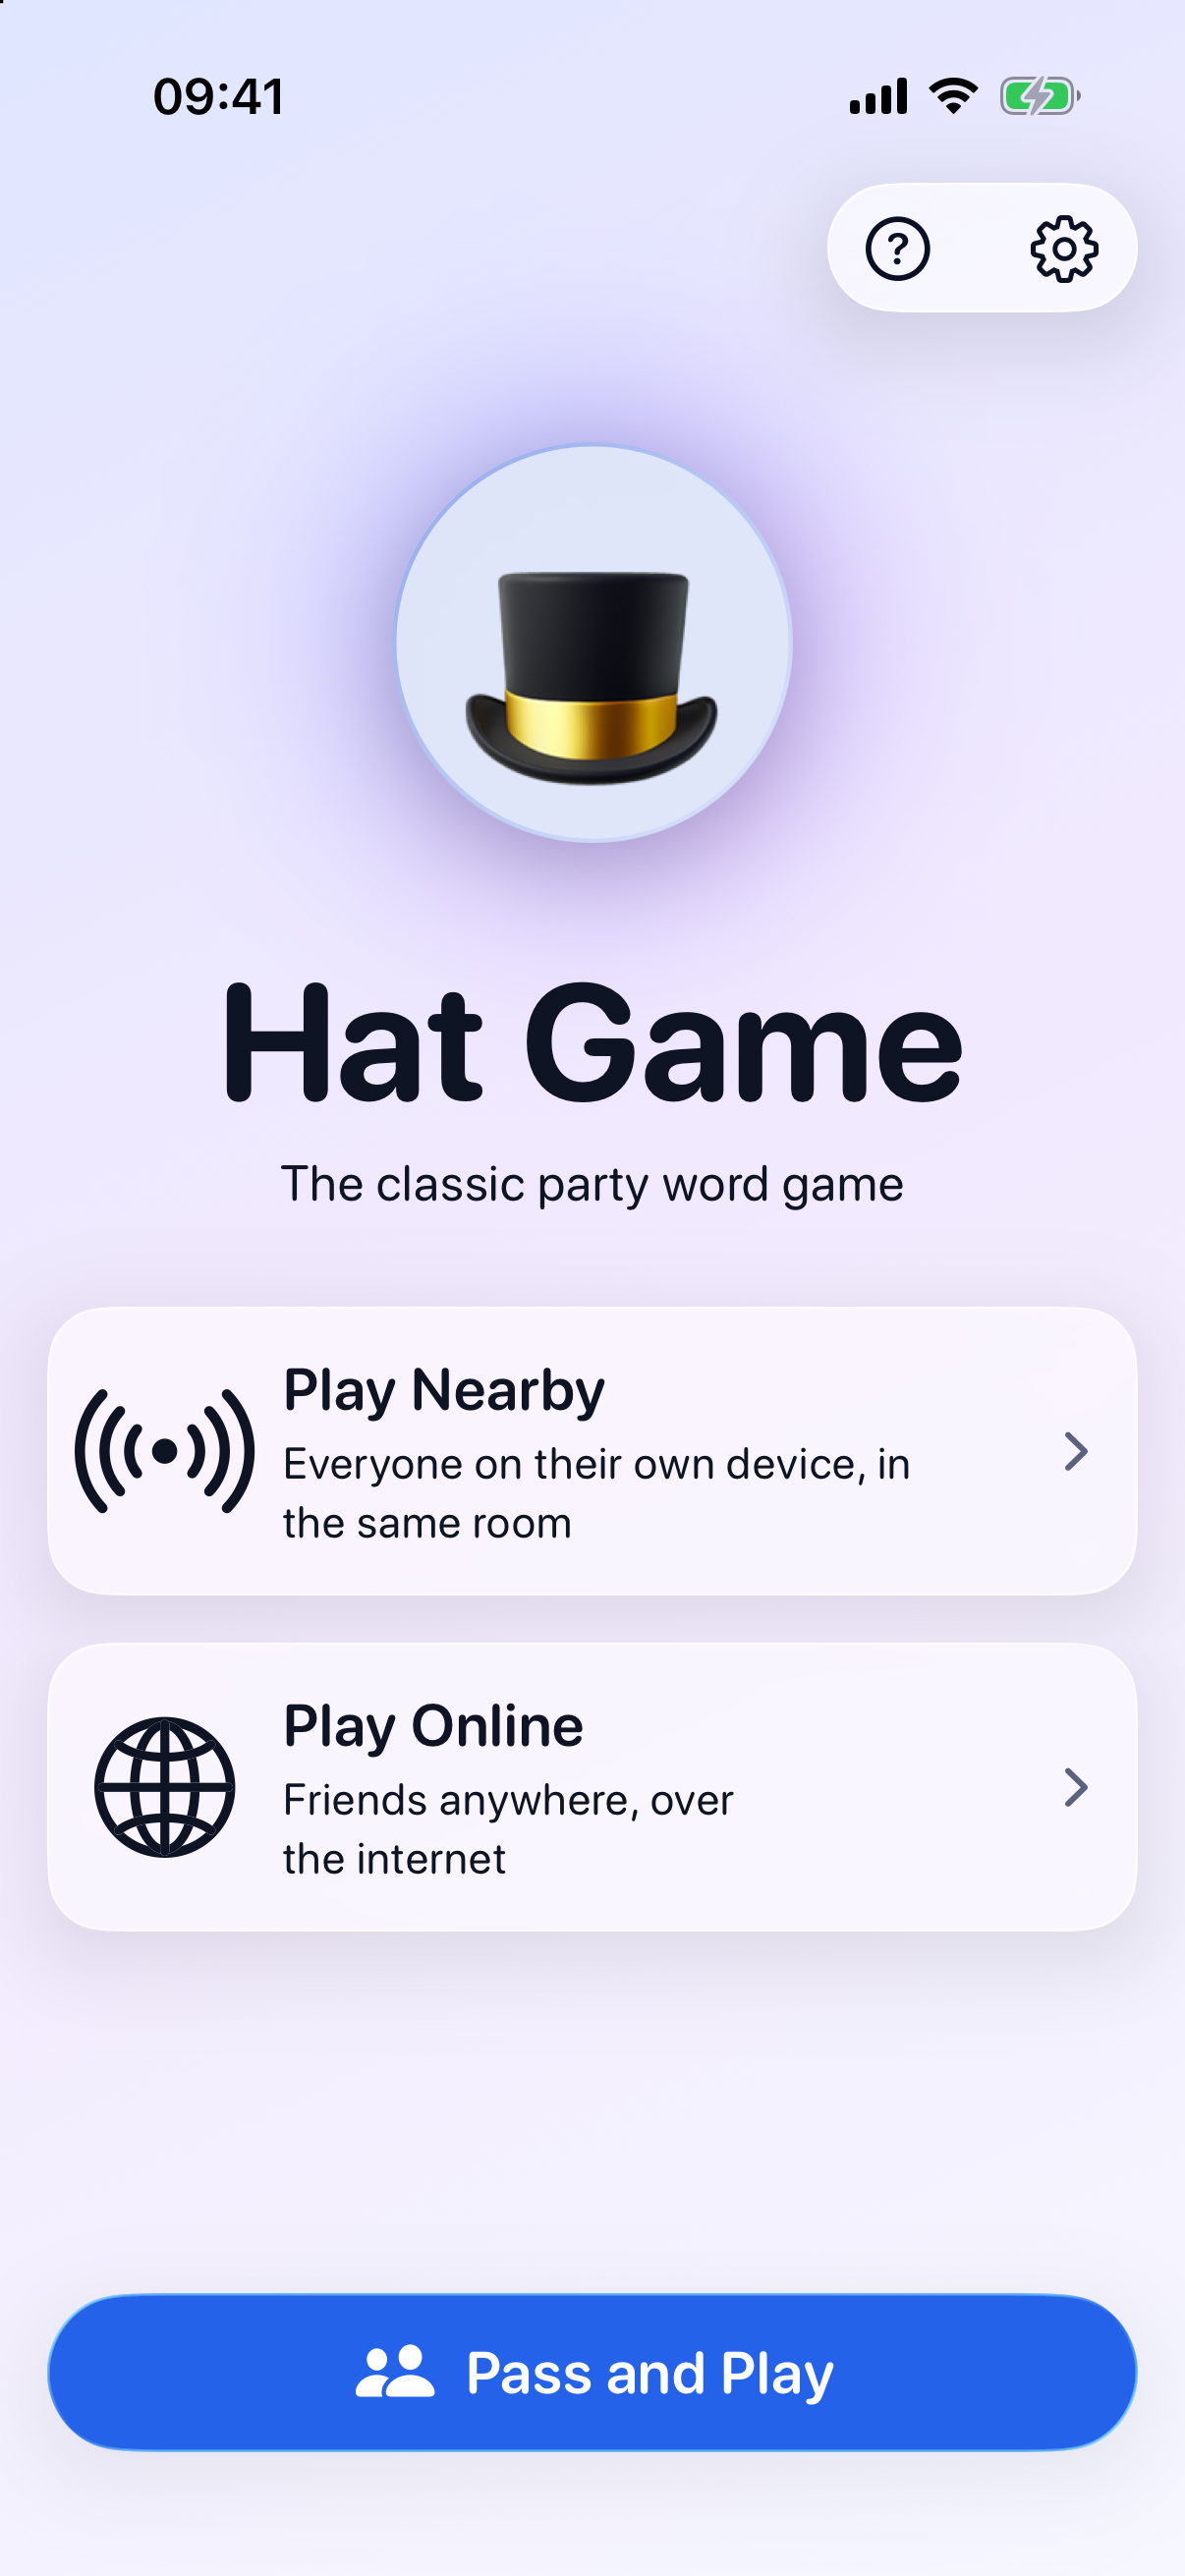 09:41
Hat Game
The classic party word game
Play Nearby
Everyone on their own device, in
the same room
Play Online
Friends anywhere, over
the internet
Pass and Play